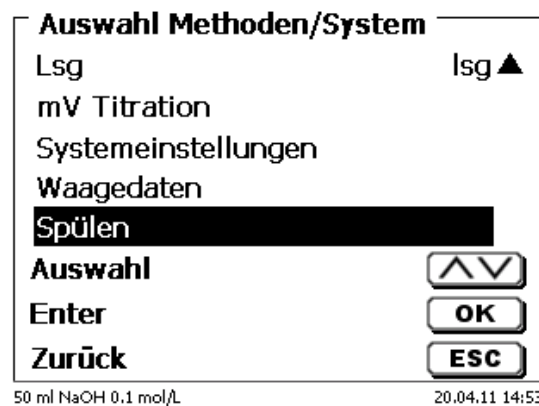 Auswahl Methoden/System
Lsg lsg▲
mV Titration
Systemeinstellungen
Waagedaten
Spülen
Auswahl
Enter OK
Zurück ESC
50 ml NaOH 0.1 mol/L 20.04.11 14:53